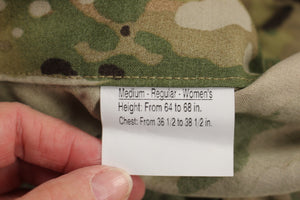 Medium - Regular - Women's
Height: From 64 to 68 in.
Chest: From 36 1/2 to 38 1/2 in.